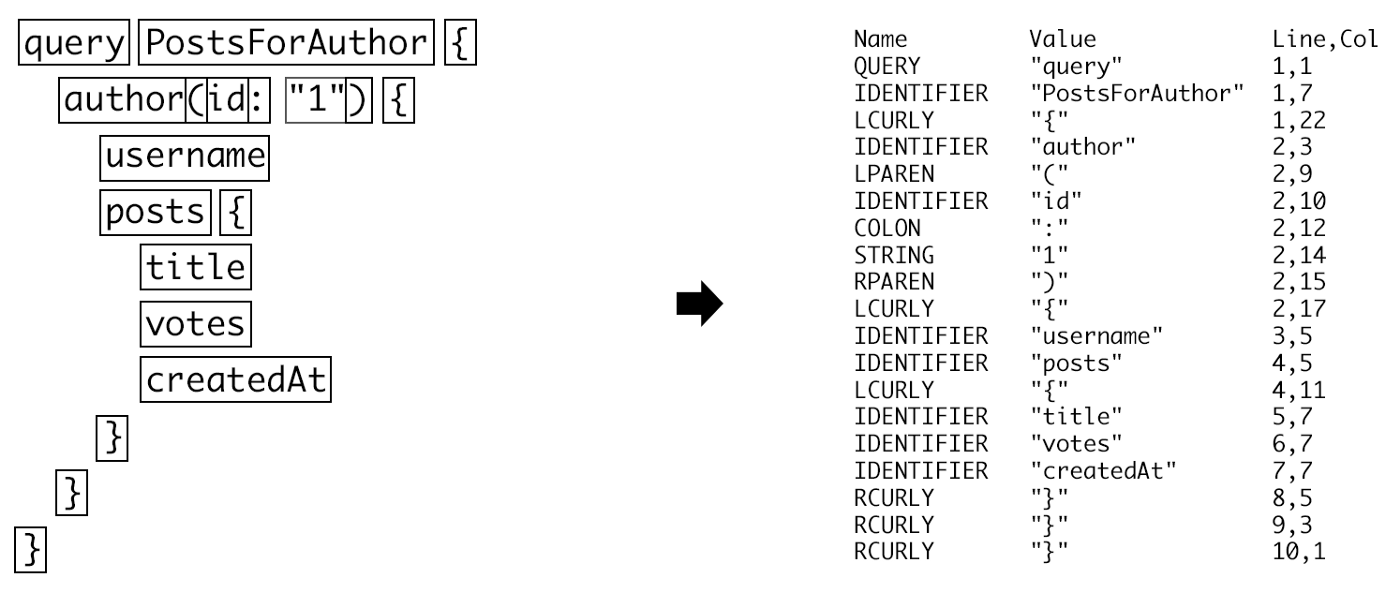 query PostsForAuthor {
author(id: "1") {
username
posts {
title
votes
createdAt
}
}
}
Name Value Line,Col
QUERY "query" 1,1
IDENTIFIER "PostsForAuthor" 1,7
LCURLY "{" 1,22
IDENTIFIER "author" 2,3
LPAREN "(" 2,9
IDENTIFIER "id" 2,10
COLON ":" 2,12
STRING "1" 2,14
RPAREN ")" 2,15
LCURLY "{" 2,17
IDENTIFIER "username" 3,5
IDENTIFIER "posts" 4,5
LCURLY "{" 4,11
IDENTIFIER "title" 5,7
IDENTIFIER "votes" 6,7
IDENTIFIER "createdAt" 7,7
RCURLY "}" 8,5
RCURLY "}" 9,3
RCURLY "}" 10,1